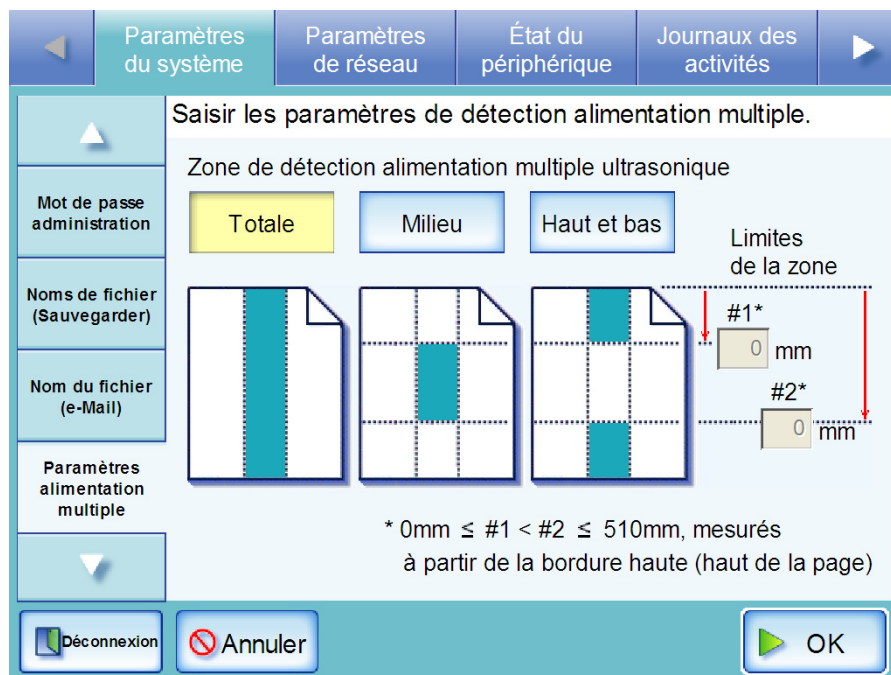 Paramètres
du système
Paramètres
de réseau
État du
périphérique
Journaux des
activités
Saisir les paramètres de détection alimentation multiple.
Mot de passe
administration
Noms de fichier
(Sauvegarder)
Nom du fichier
(e-Mail)
Paramètres
alimentation
multiple
Zone de détection alimentation multiple ultrasonique
Totale
Milieu
Haut et bas
Limites
de la zone
#1*
0 mm
#2*
0 mm
* 0mm ≤ #1 < #2 ≤ 510mm, mesurés
à partir de la bordure haute (haut de la page)
Déconnexion
Annuler
OK